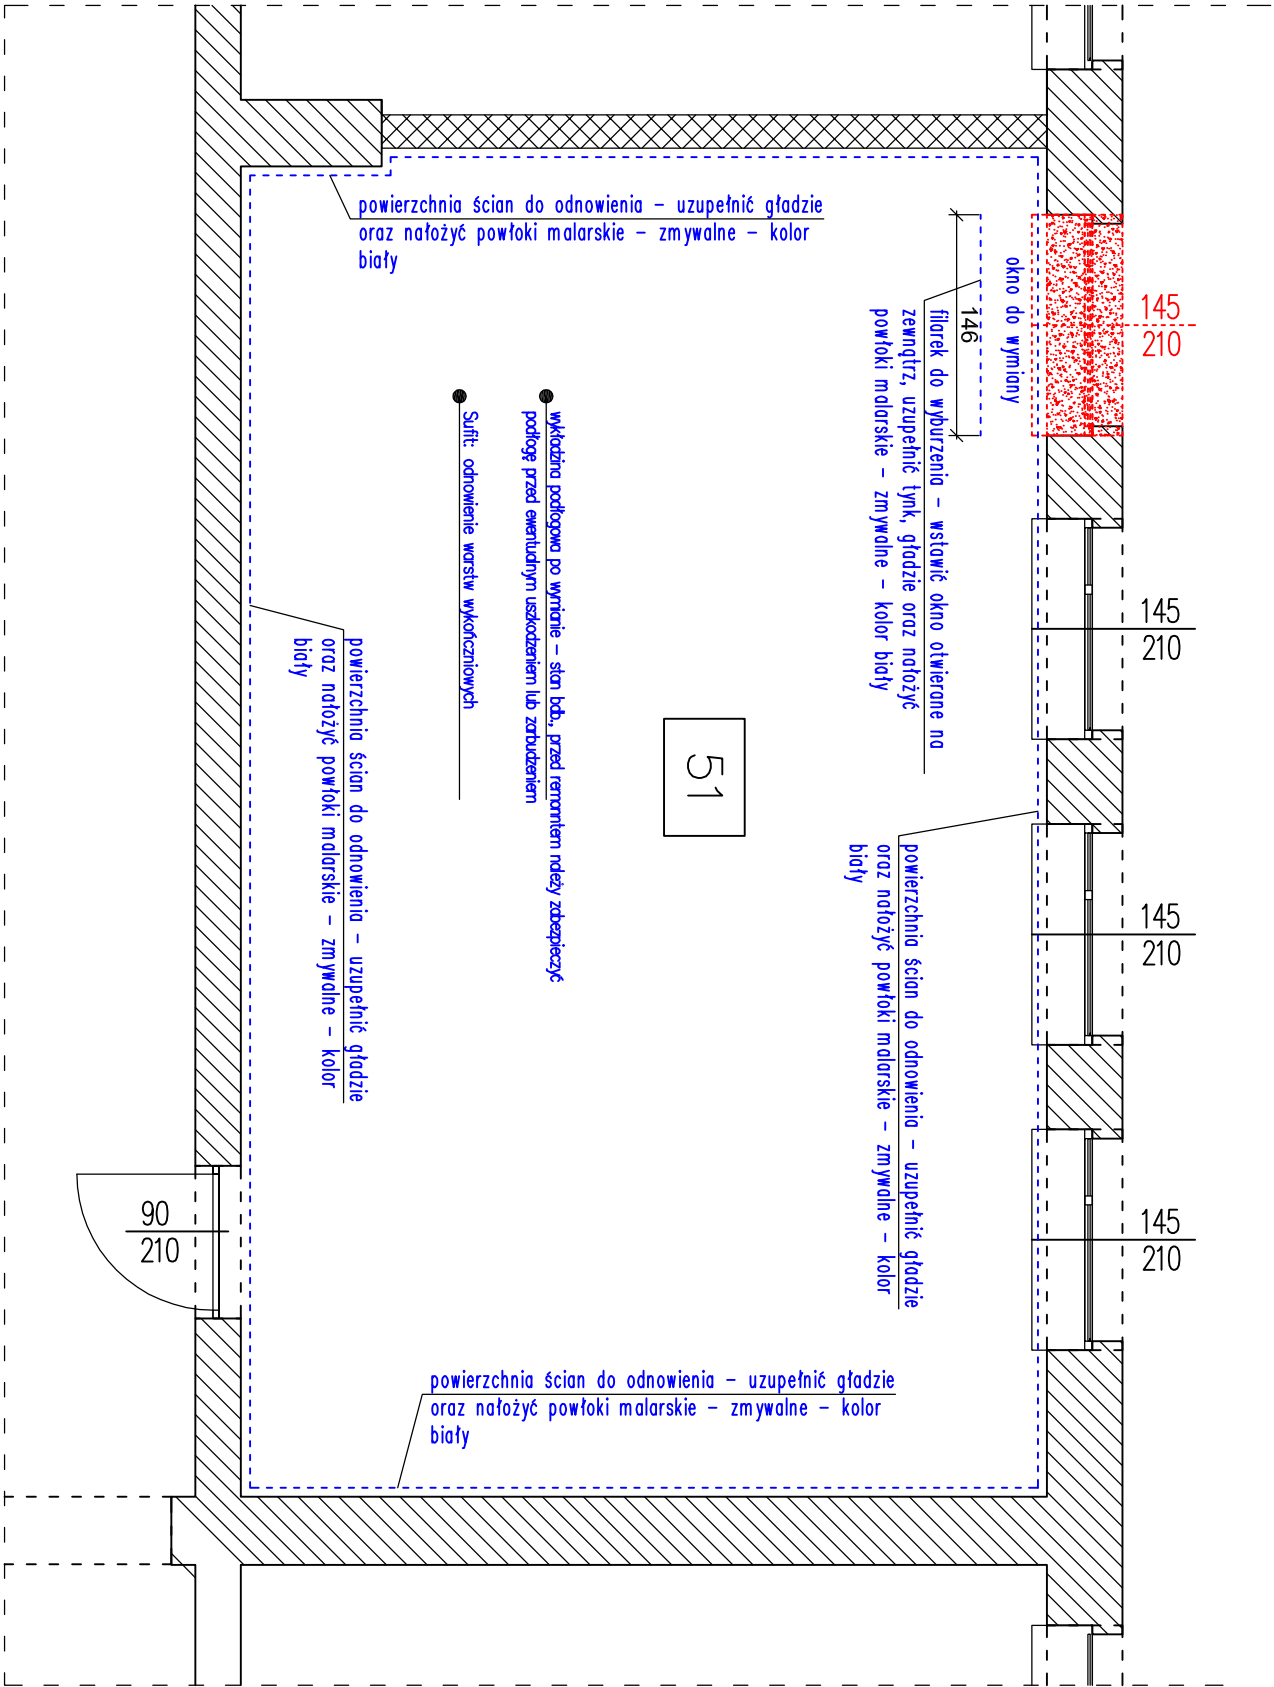 powierzchnia ścian do odnowienia – uzupełnić gładzie
oraz nałożyć powłoki malarskie – zmywalne – kolor
biały
okno do wymiany
146
filarek do wyburzenia – wstawić okno otwierane na
zewnątrz, uzupełnić tynk, gładzie oraz nałożyć
powłoki malarskie – zmywalne – kolor biały
145
210
wykładzina podłogowa po wymianie – stan bdb., przed remonntem należy zabezpieczyć
podłogę przed ewentualnym uszkodzeniem lub zarbudzeniem
Sufit: odnowienie warstw wykończniowych
145
210
51
powierzchnia ścian do odnowienia – uzupełnić gładzie
oraz nałożyć powłoki malarskie – zmywalne – kolor
biały
powierzchnia ścian do odnowienia – uzupełnić gładzie
oraz nałożyć powłoki malarskie – zmywalne – kolor
biały
145
210
90
210
145
210
powierzchnia ścian do odnowienia – uzupełnić gładzie
oraz nałożyć powłoki malarskie – zmywalne – kolor
biały